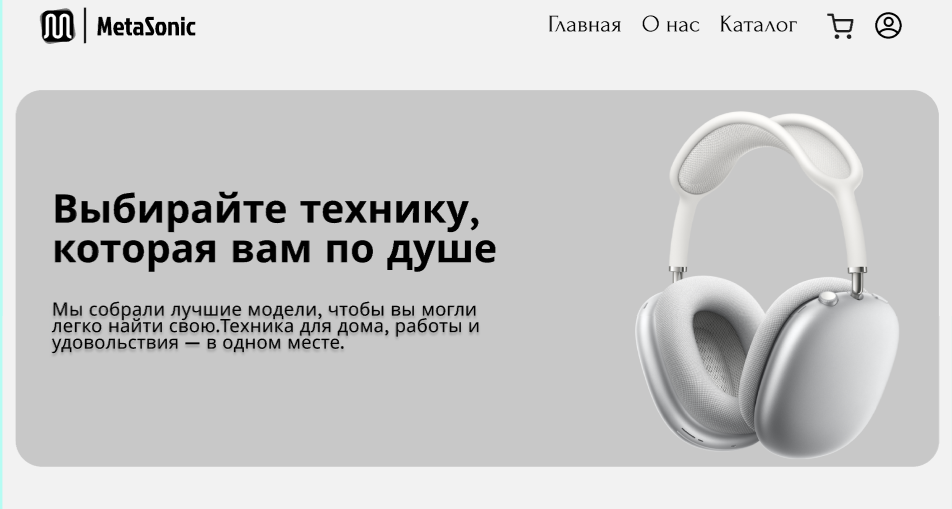 MetaSonic
Главная О нас Каталог
Выбирайте технику,
которая вам по душе
Мы собрали лучшие модели, чтобы вы могли
легко найти свою.Техника для дома, работы и
удовольствия — в одном месте.